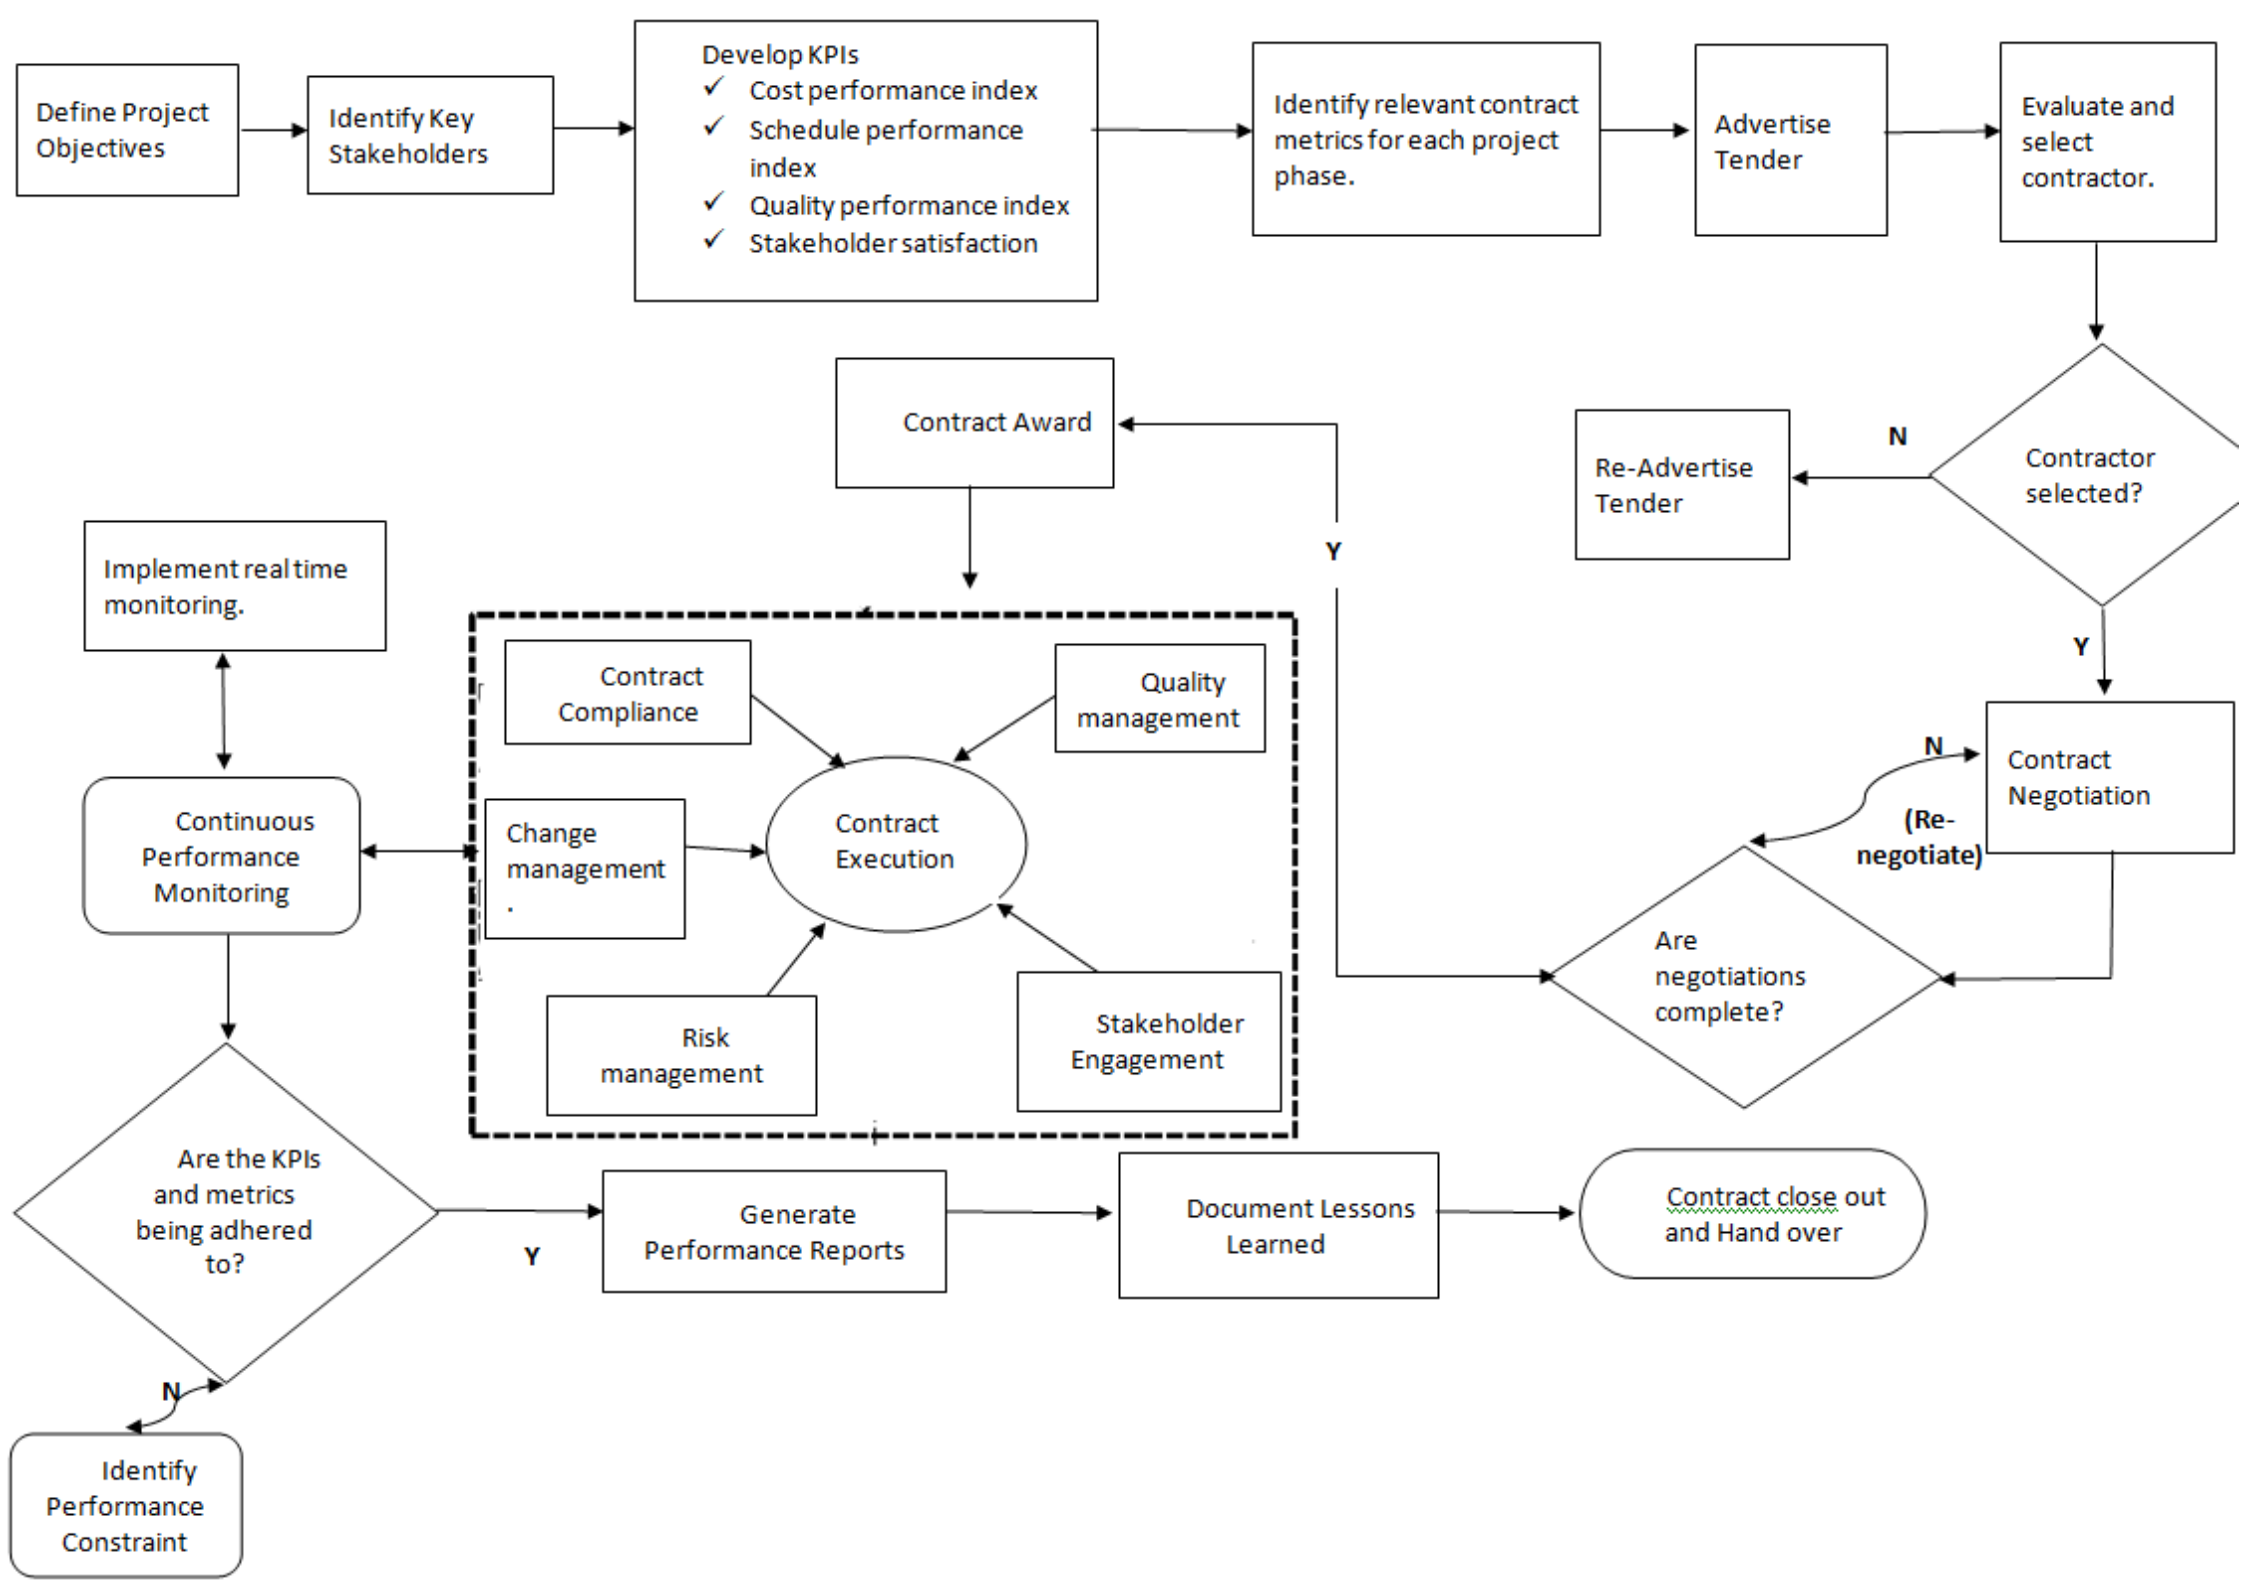 Define Project
Objectives
Identify Key
Stakeholders
Develop KPIs
✓ Cost performance index
✓ Schedule performance
index
✓ Quality performance index
✓ Stakeholder satisfaction
Identify relevant contract
metrics for each project
phase.
Advertise
Tender
Evaluate and
select
contractor.
Contractor
selected?
N
Re-Advertise
Tender
Y
Contract
Negotiation
N
(Re-
negotiate)
Are
negotiations
complete?
Y
Contract Award
Contract
Compliance
Quality
management
Change
management
.
Contract
Execution
Risk
management
Stakeholder
Engagement
Implement real time
monitoring.
Continuous
Performance
Monitoring
Are the KPIs
and metrics
being adhered
to?
Y
Generate
Performance Reports
Document Lessons
Learned
Contract close out
and Hand over
N
Identify
Performance
Constraint